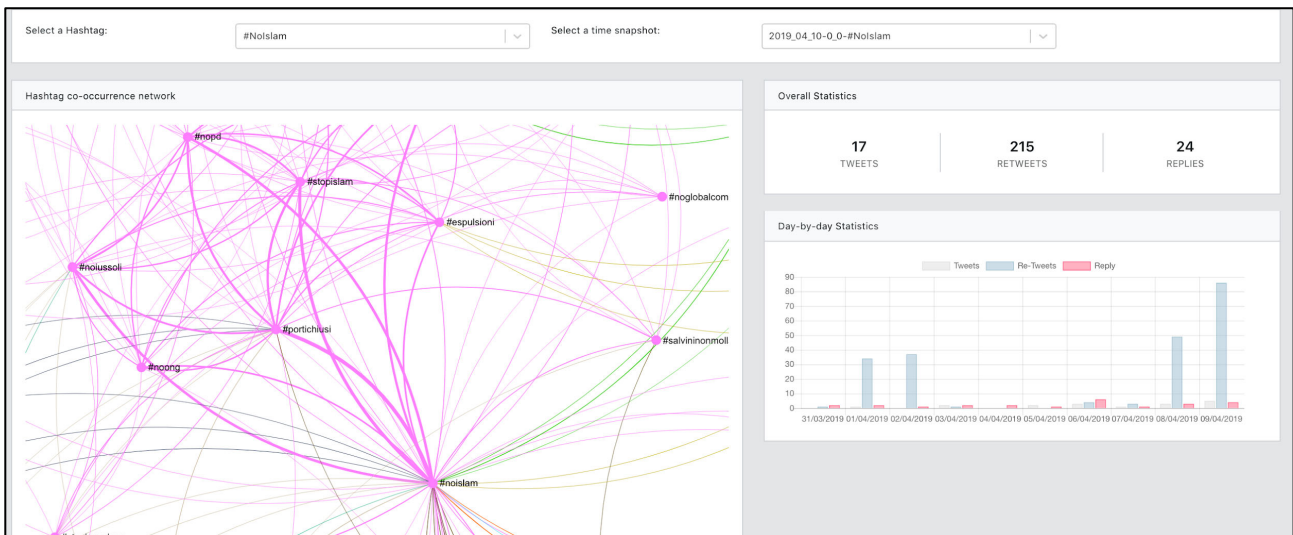 Select a Hashtag:
#NoIslam
Select a time snapshot:
2019_04_10-0_0-#NoIslam
Hashtag co-occurrence network
#nopd
#stopislam
#noglobalcom
#espulsioni
#noiussoli
#portichiusi
#salvininonmoll
#noong
#noislam
Overall Statistics
17
TWEETS
215
RETWEETS
24
REPLIES
Day-by-day Statistics
Tweets Re-Tweets Reply
90
80
70
60
50
40
30
20
10
0
31/03/2019 01/04/2019 02/04/2019 03/04/2019 04/04/2019 05/04/2019 06/04/2019 07/04/2019 08/04/2019 09/04/2019